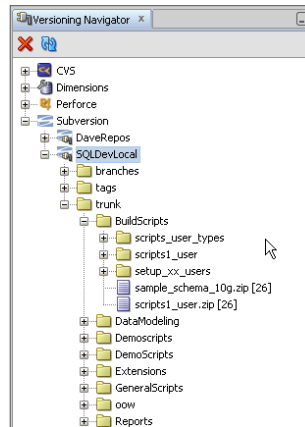 Versioning Navigator x
CVS
Dimensions
Perforce
Subversion
DaveRepos
SQLDevLocal
branches
tags
trunk
BuildScripts
scripts_user_types
scripts1_user
setup_xx_users
sample_schema_10g.zip [26]
scripts1_user.zip [26]
DataModeling
Demoscripts
DemoScripts
Extensions
GeneralScripts
oow
Reports